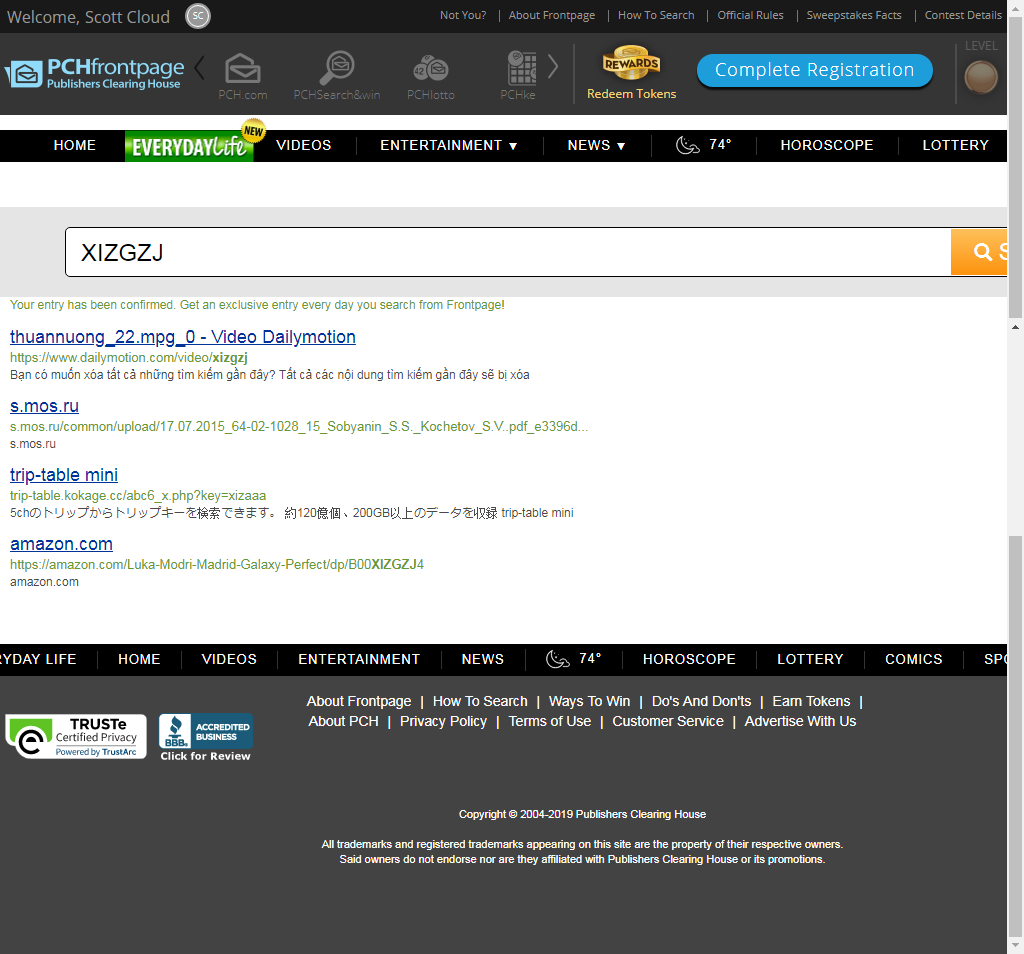 Welcome, Scott Cloud SC Not You? | About Frontpage | How To Search | Official Rules | Sweepstakes Facts | Contest Details
PCHfrontpage
Publishers Clearing House
PCH.com PCHSearch&win PCHlotto PCHke
42
REWARDS
Redeem Tokens
Complete Registration
LEVEL
HOME EVERYDAY Life NEW VIDEOS ENTERTAINMENT ▼ NEWS ▼ 74° HOROSCOPE LOTTERY
XIZGZJ S
Your entry has been confirmed. Get an exclusive entry every day you search from Frontpage!
thuannuong_22.mpg_0 - Video Dailymotion
https://www.dailymotion.com/video/xizgzj
Bạn có muốn xóa tất cả những tìm kiếm gần đây? Tất cả các nội dung tìm kiếm gần đây sẽ bị xóa
s.mos.ru
s.mos.ru/common/upload/17.07.2015_64-02-1028_15_Sobyanin_S.S._Kochetov_S.V..pdf_e3396d...
s.mos.ru
trip-table mini
trip-table.kokage.cc/abc6_x.php?key=xizaaa
5chのトリップからトリップキーを検索できます。 約120億個、200GB以上のデータを収録 trip-table mini
amazon.com
https://amazon.com/Luka-Modri-Madrid-Galaxy-Perfect/dp/B00XIZGZJ4
amazon.com
RYDAY LIFE HOME VIDEOS ENTERTAINMENT NEWS 74° HOROSCOPE LOTTERY COMICS SPO
About Frontpage | How To Search | Ways To Win | Do's And Don'ts | Earn Tokens |
About PCH | Privacy Policy | Terms of Use | Customer Service | Advertise With Us
TRUSTe
Certified Privacy
Powered by TrustArc
BBB.
ACCREDITED
BUSINESS
Click for Review
Copyright © 2004-2019 Publishers Clearing House
All trademarks and registered trademarks appearing on this site are the property of their respective owners.
Said owners do not endorse nor are they affiliated with Publishers Clearing House or its promotions.